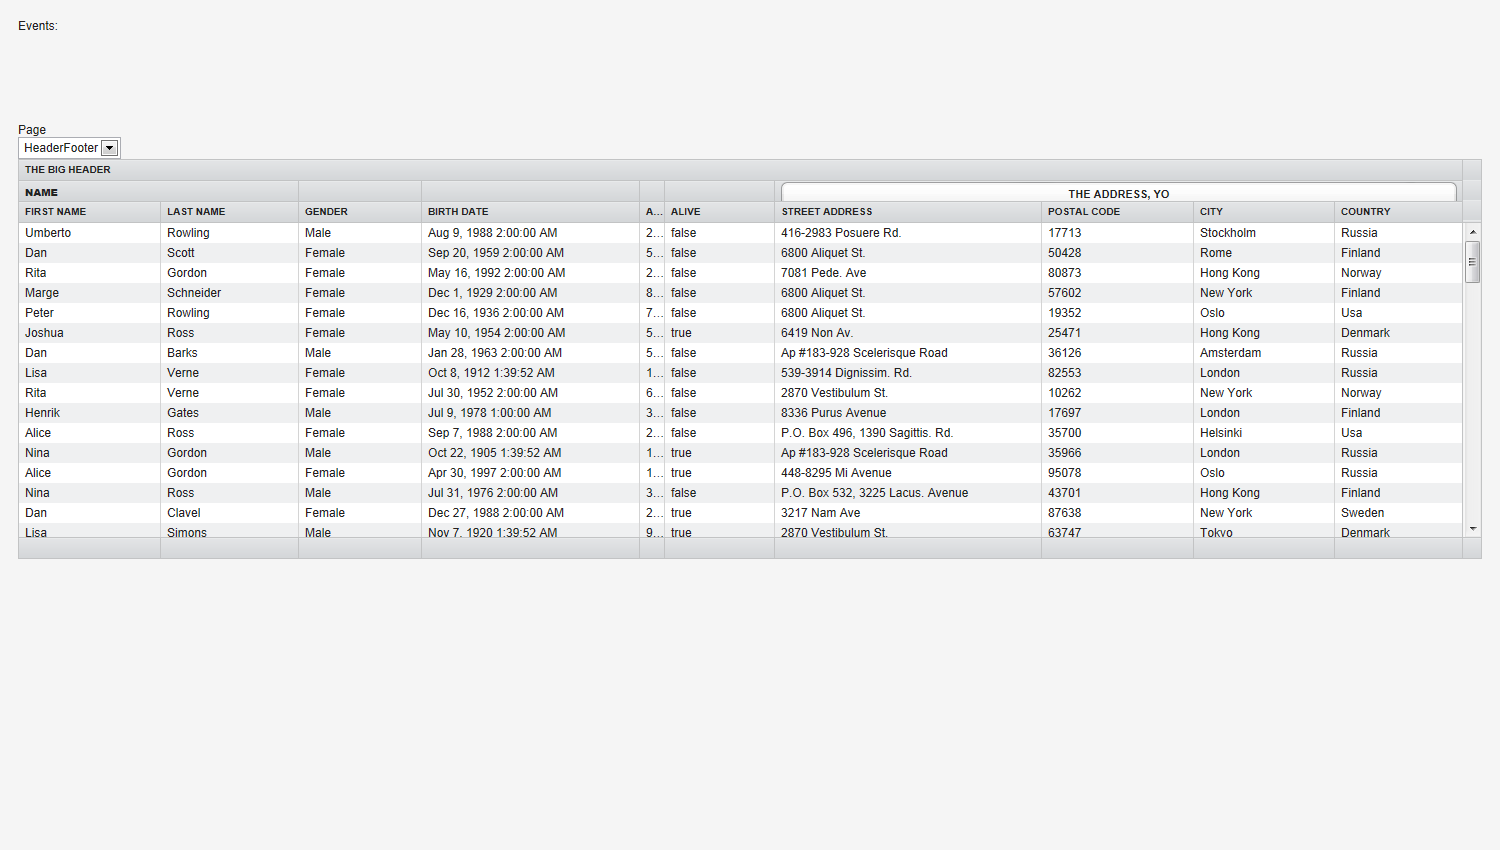 Events:
Page
HeaderFooter
THE BIG HEADER
NAME THE ADDRESS, YO
FIRST NAME LAST NAME GENDER BIRTH DATE A... ALIVE STREET ADDRESS POSTAL CODE CITY COUNTRY
Umberto Rowling Male Aug 9, 1988 2:00:00 AM 2... false 416-2983 Posuere Rd. 17713 Stockholm Russia
Dan Scott Female Sep 20, 1959 2:00:00 AM 5... false 6800 Aliquet St. 50428 Rome Finland
Rita Gordon Female May 16, 1992 2:00:00 AM 2... false 7081 Pede. Ave 80873 Hong Kong Norway
Marge Schneider Female Dec 1, 1929 2:00:00 AM 8... false 6800 Aliquet St. 57602 New York Finland
Peter Rowling Female Dec 16, 1936 2:00:00 AM 7... false 6800 Aliquet St. 19352 Oslo Usa
Joshua Ross Female May 10, 1954 2:00:00 AM 5... true 6419 Non Av. 25471 Hong Kong Denmark
Dan Barks Male Jan 28, 1963 2:00:00 AM 5... false Ap #183-928 Scelerisque Road 36126 Amsterdam Russia
Lisa Verne Female Oct 8, 1912 1:39:52 AM 1... false 539-3914 Dignissim. Rd. 82553 London Russia
Rita Verne Female Jul 30, 1952 2:00:00 AM 6... false 2870 Vestibulum St. 10262 New York Norway
Henrik Gates Male Jul 9, 1978 1:00:00 AM 3... false 8336 Purus Avenue 17697 London Finland
Alice Ross Female Sep 7, 1988 2:00:00 AM 2... false P.O. Box 496, 1390 Sagittis. Rd. 35700 Helsinki Usa
Nina Gordon Male Oct 22, 1905 1:39:52 AM 1... true Ap #183-928 Scelerisque Road 35966 London Russia
Alice Gordon Female Apr 30, 1997 2:00:00 AM 1... true 448-8295 Mi Avenue 95078 Oslo Russia
Nina Ross Male Jul 31, 1976 2:00:00 AM 3... false P.O. Box 532, 3225 Lacus. Avenue 43701 Hong Kong Finland
Dan Clavel Female Dec 27, 1988 2:00:00 AM 2... true 3217 Nam Ave 87638 New York Sweden
Lisa Simons Male Nov 7, 1920 1:39:52 AM 9... true 2870 Vestibulum St. 63747 Tokyo Denmark